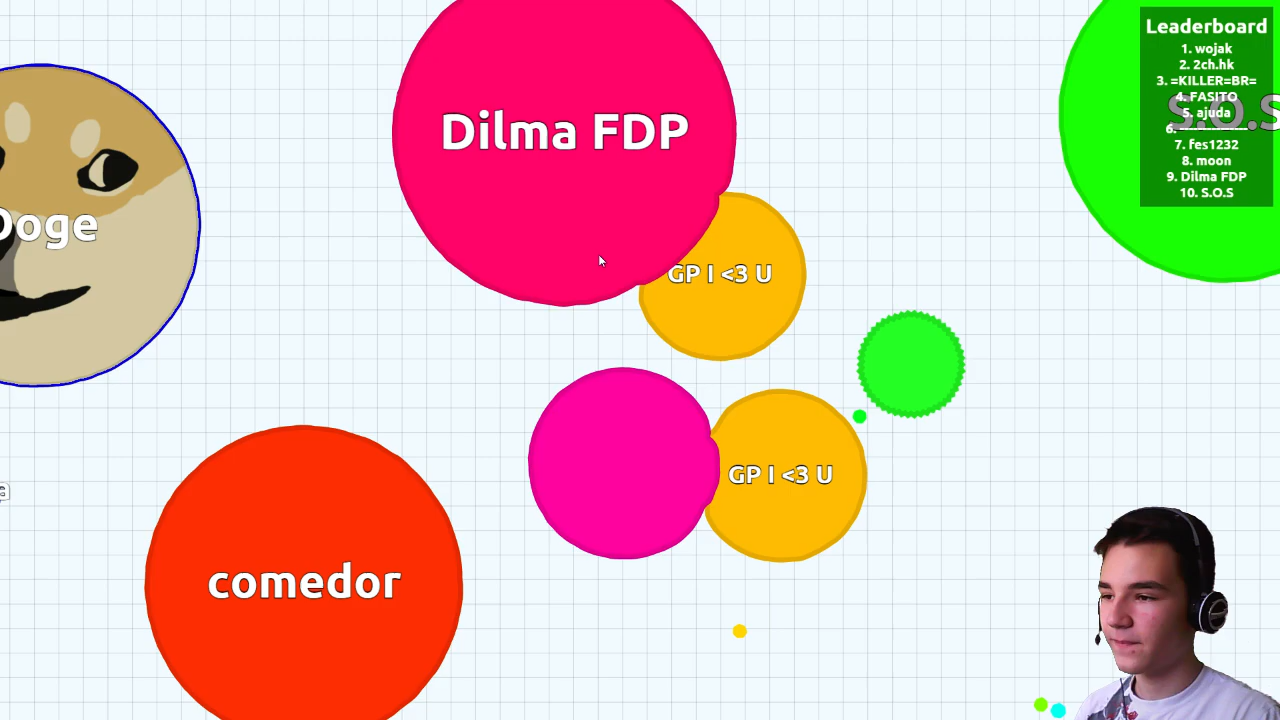 Leaderboard
1. wojak
2. 2ch.hk
3. =KILLER=BR=
4. FASITO
5. ajuda
6. ----------------
7. fes1232
8. moon
9. Dilma FDP
10. S.O.S
S.O.S
Dilma FDP
Doge
GP I <3 U
GP I <3 U
comedor